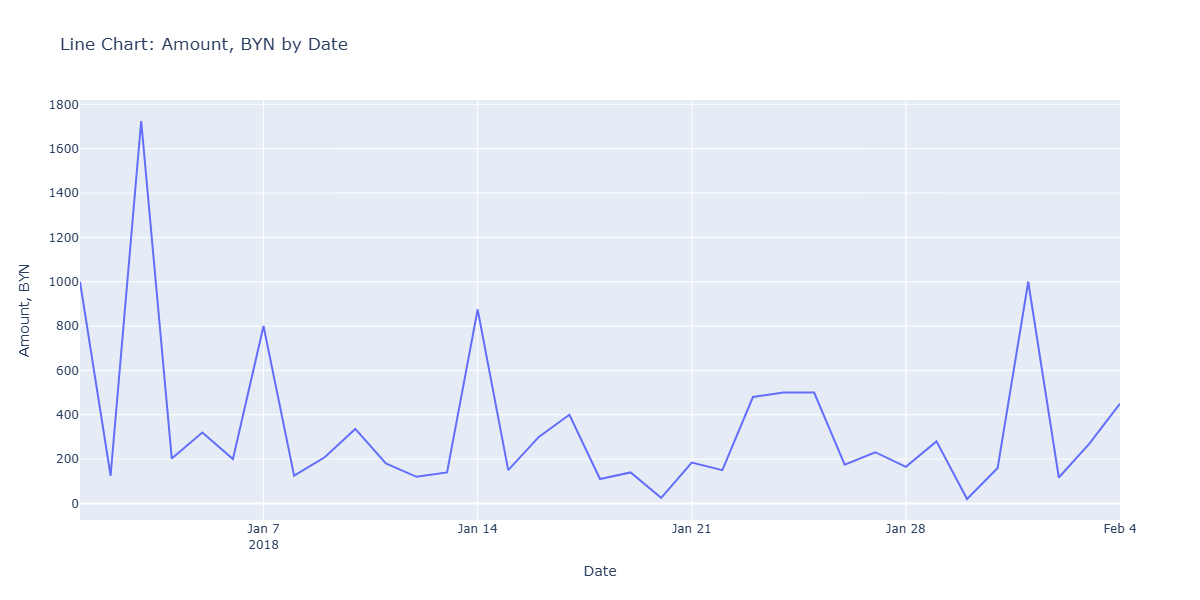 Line Chart: Amount, BYN by Date
Amount, BYN
1800
1600
1400
1200
1000
800
600
400
200
0
Jan 7
2018
Jan 14
Jan 21
Jan 28
Feb 4
Date